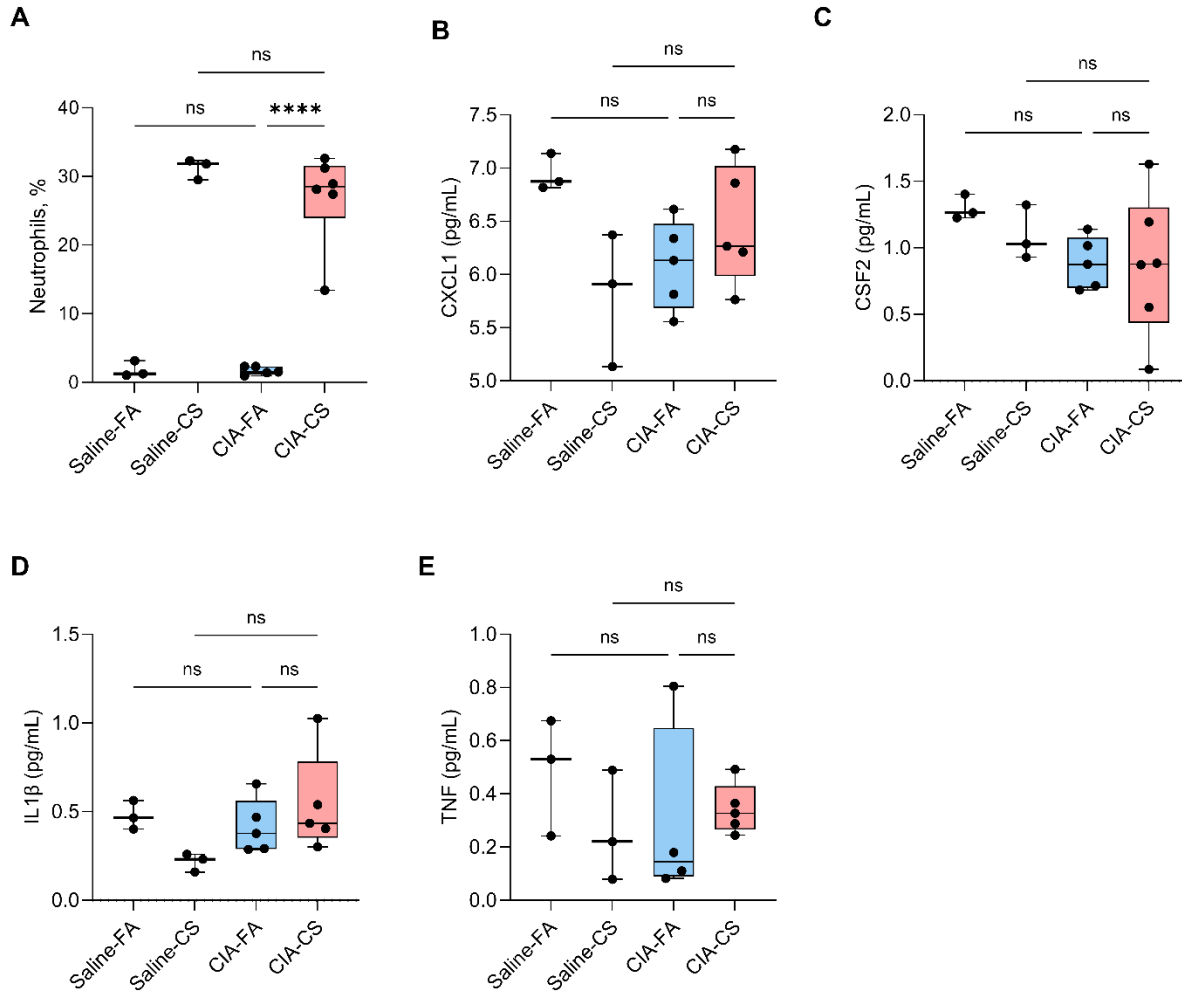 A
ns
ns
****
Neutrophils, %
40
30
20
10
0
Saline-FA
Saline-CS
CIA-FA
CIA-CS
B
ns
ns
ns
CXCL1 (pg/mL)
7.5
7.0
6.5
6.0
5.5
5.0
Saline-FA
Saline-CS
CIA-FA
CIA-CS
C
ns
ns
ns
CSF2 (pg/mL)
2.0
1.5
1.0
0.5
0.0
Saline-FA
Saline-CS
CIA-FA
CIA-CS
D
ns
ns
ns
IL1β (pg/mL)
1.5
1.0
0.5
0.0
Saline-FA
Saline-CS
CIA-FA
CIA-CS
E
ns
ns
ns
TNF (pg/mL)
1.0
0.8
0.6
0.4
0.2
0.0
Saline-FA
Saline-CS
CIA-FA
CIA-CS